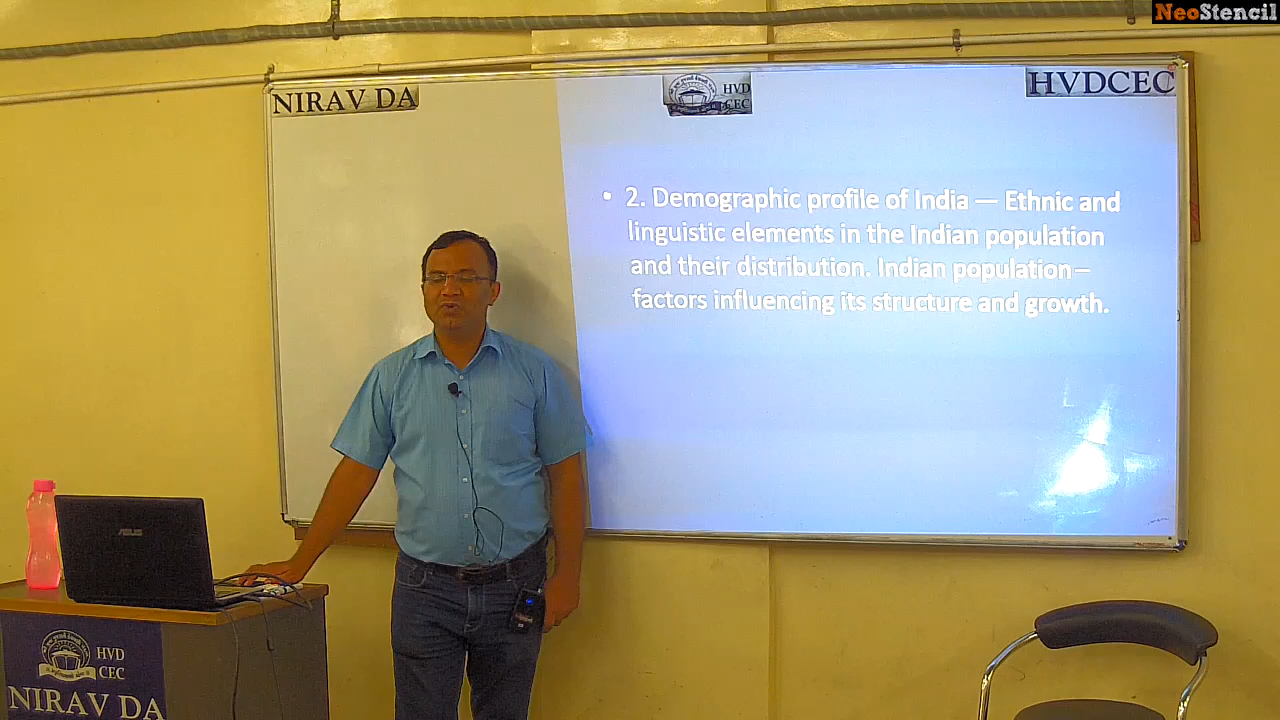 NeoStencil
NIRAV DA
HVD
CEC
HVDCEC
• 2. Demographic profile of India — Ethnic and
linguistic elements in the Indian population
and their distribution. Indian population–
factors influencing its structure and growth.
ASUS
HVD
CEC
NIRAV DA